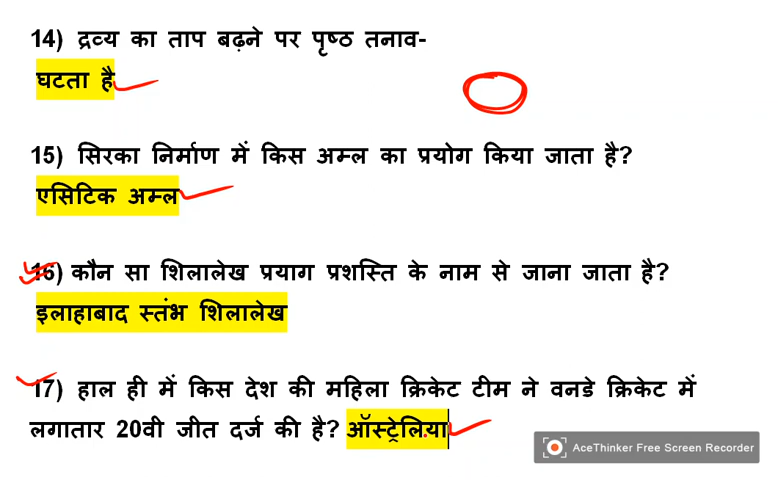 14) द्रव्य का ताप बढ़ने पर पृष्ठ तनाव-
घटता है
15) सिरका निर्माण में किस अम्ल का प्रयोग किया जाता है?
एसिटिक अम्ल
16) कौन सा शिलालेख प्रयाग प्रशस्ति के नाम से जाना जाता है?
इलाहाबाद स्तंभ शिलालेख
17) हाल ही में किस देश की महिला क्रिकेट टीम ने वनडे क्रिकेट में
लगातार 20वी जीत दर्ज की है? ऑस्ट्रेलिया
AceThinker Free Screen Recorder